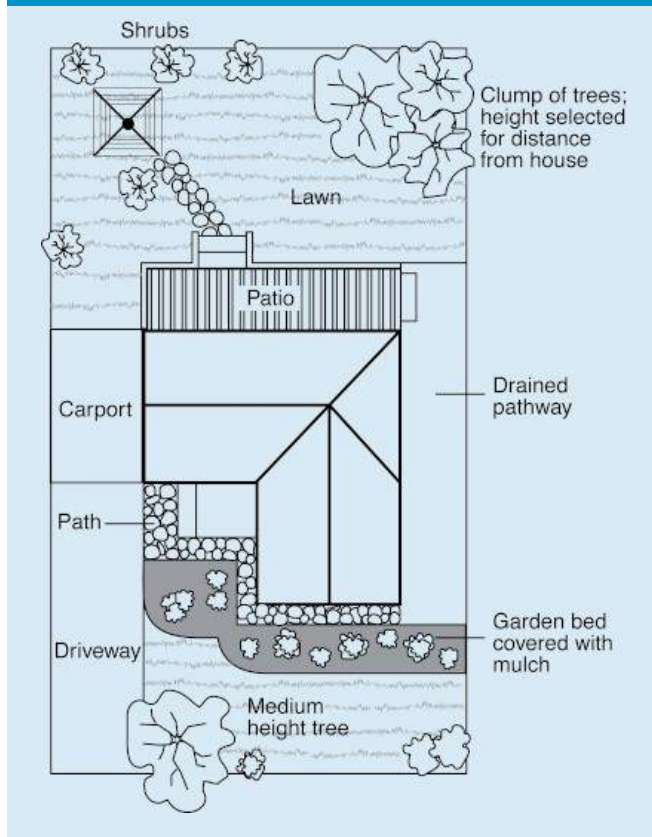 Shrubs
Clump of trees;
height selected
for distance
from house
Lawn
Patio
Carport
Drained
pathway
Path
Driveway
Garden bed
covered with
mulch
Medium
height tree